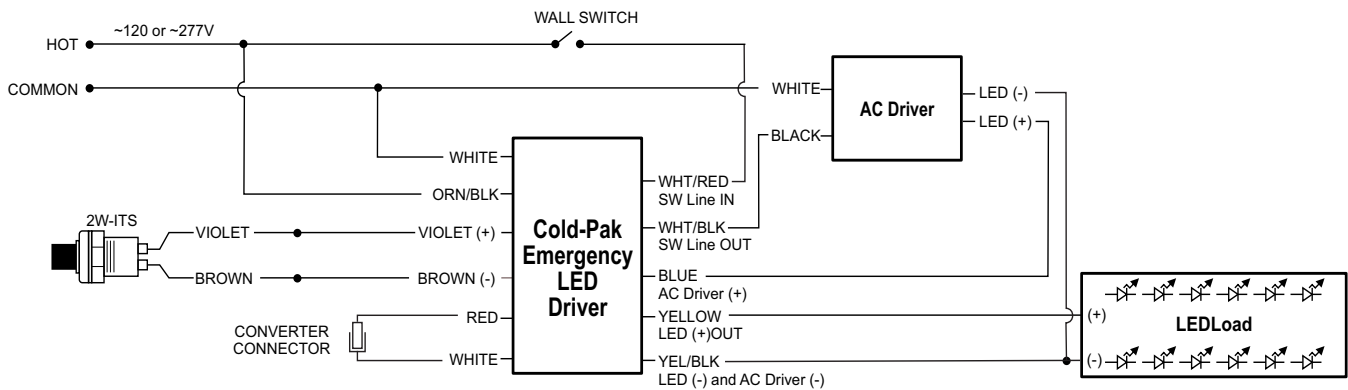 WALL SWITCH
~120 or ~277V
HOT
COMMON
WHITE
AC Driver
LED (-)
LED (+)
BLACK
WHITE
ORN/BLK
WHT/RED
SW Line IN
2W-ITS
VIOLET
VIOLET (+)
Cold-Pak
Emergency
LED
Driver
WHT/BLK
SW Line OUT
BROWN
BROWN (-)
BLUE
AC Driver (+)
RED
CONVERTER
CONNECTOR
WHITE
YELLOW
LED (+)OUT
YEL/BLK
LED (-) and AC Driver (-)
(+)
LEDLoad
(-)